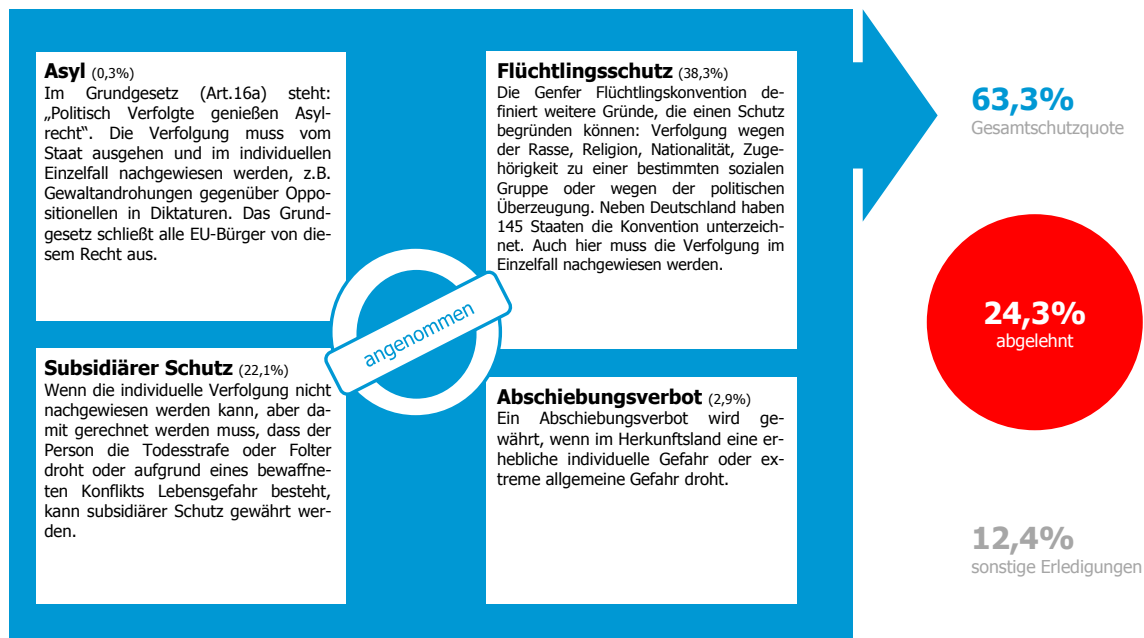 Asyl (0,3%)
Im Grundgesetz (Art.16a) steht:
„Politisch Verfolgte genießen Asyl-
recht“. Die Verfolgung muss vom
Staat ausgehen und im individuellen
Einzelfall nachgewiesen werden, z.B.
Gewaltandrohungen gegenüber Oppo-
sitionellen in Diktaturen. Das Grund-
gesetz schließt alle EU-Bürger von die-
sem Recht aus.
Flüchtlingsschutz (38,3%)
Die Genfer Flüchtlingskonvention de-
finiert weitere Gründe, die einen Schutz
begründen können: Verfolgung wegen
der Rasse, Religion, Nationalität, Zuge-
hörigkeit zu einer bestimmten sozialen
Gruppe oder wegen der politischen
Überzeugung. Neben Deutschland haben
145 Staaten die Konvention unterzeich-
net. Auch hier muss die Verfolgung im
Einzelfall nachgewiesen werden.
angenommen
Subsidiärer Schutz (22,1%)
Wenn die individuelle Verfolgung nicht
nachgewiesen werden kann, aber da-
mit gerechnet werden muss, dass der
Person die Todesstrafe oder Folter
droht oder aufgrund eines bewaffne-
ten Konflikts Lebensgefahr besteht,
kann subsidiärer Schutz gewährt wer-
den.
Abschiebungsverbot (2,9%)
Ein Abschiebungsverbot wird ge-
währt, wenn im Herkunftsland eine er-
hebliche individuelle Gefahr oder ex-
treme allgemeine Gefahr droht.
63,3%
Gesamtschutzquote
24,3%
abgelehnt
12,4%
sonstige Erledigungen